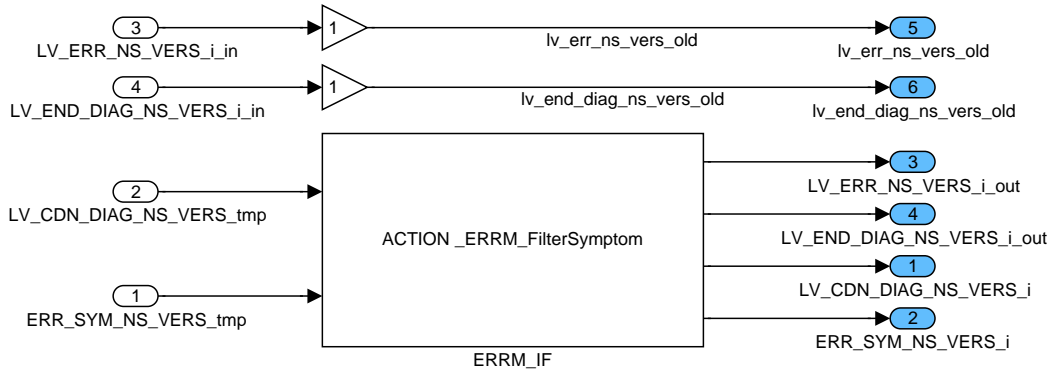 3
LV_ERR_NS_VERS_i_in
1
lv_err_ns_vers_old
5
lv_err_ns_vers_old
4
LV_END_DIAG_NS_VERS_i_in
1
lv_end_diag_ns_vers_old
6
lv_end_diag_ns_vers_old
2
LV_CDN_DIAG_NS_VERS_tmp
1
ERR_SYM_NS_VERS_tmp
ACTION _ERRM_FilterSymptom
ERRM_IF
3
LV_ERR_NS_VERS_i_out
4
LV_END_DIAG_NS_VERS_i_out
1
LV_CDN_DIAG_NS_VERS_i
2
ERR_SYM_NS_VERS_i